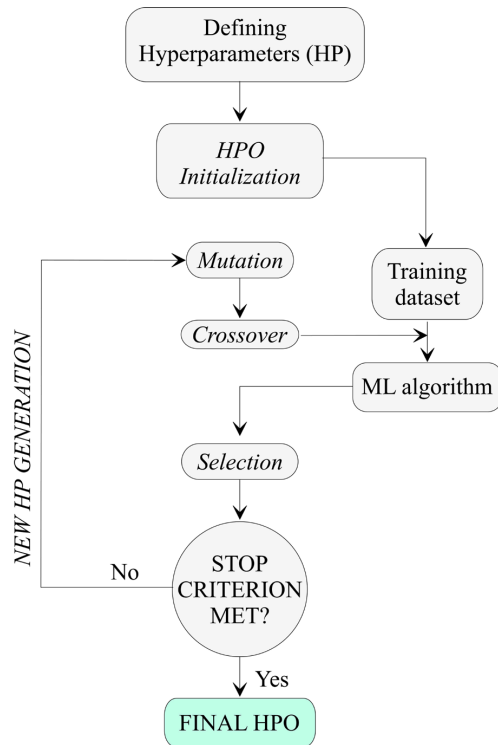 Defining
Hyperparameters (HP)
HPO
Initialization
Mutation
Training
dataset
Crossover
ML algorithm
Selection
NEW HP GENERATION
No
STOP
CRITERION
MET?
Yes
FINAL HPO